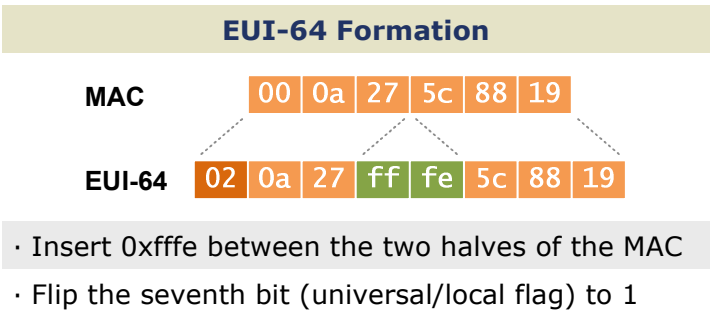 EUI-64 Formation
MAC 00 0a 27 5c 88 19
EUI-64 02 0a 27 ff fe 5c 88 19
· Insert 0xfffe between the two halves of the MAC
· Flip the seventh bit (universal/local flag) to 1